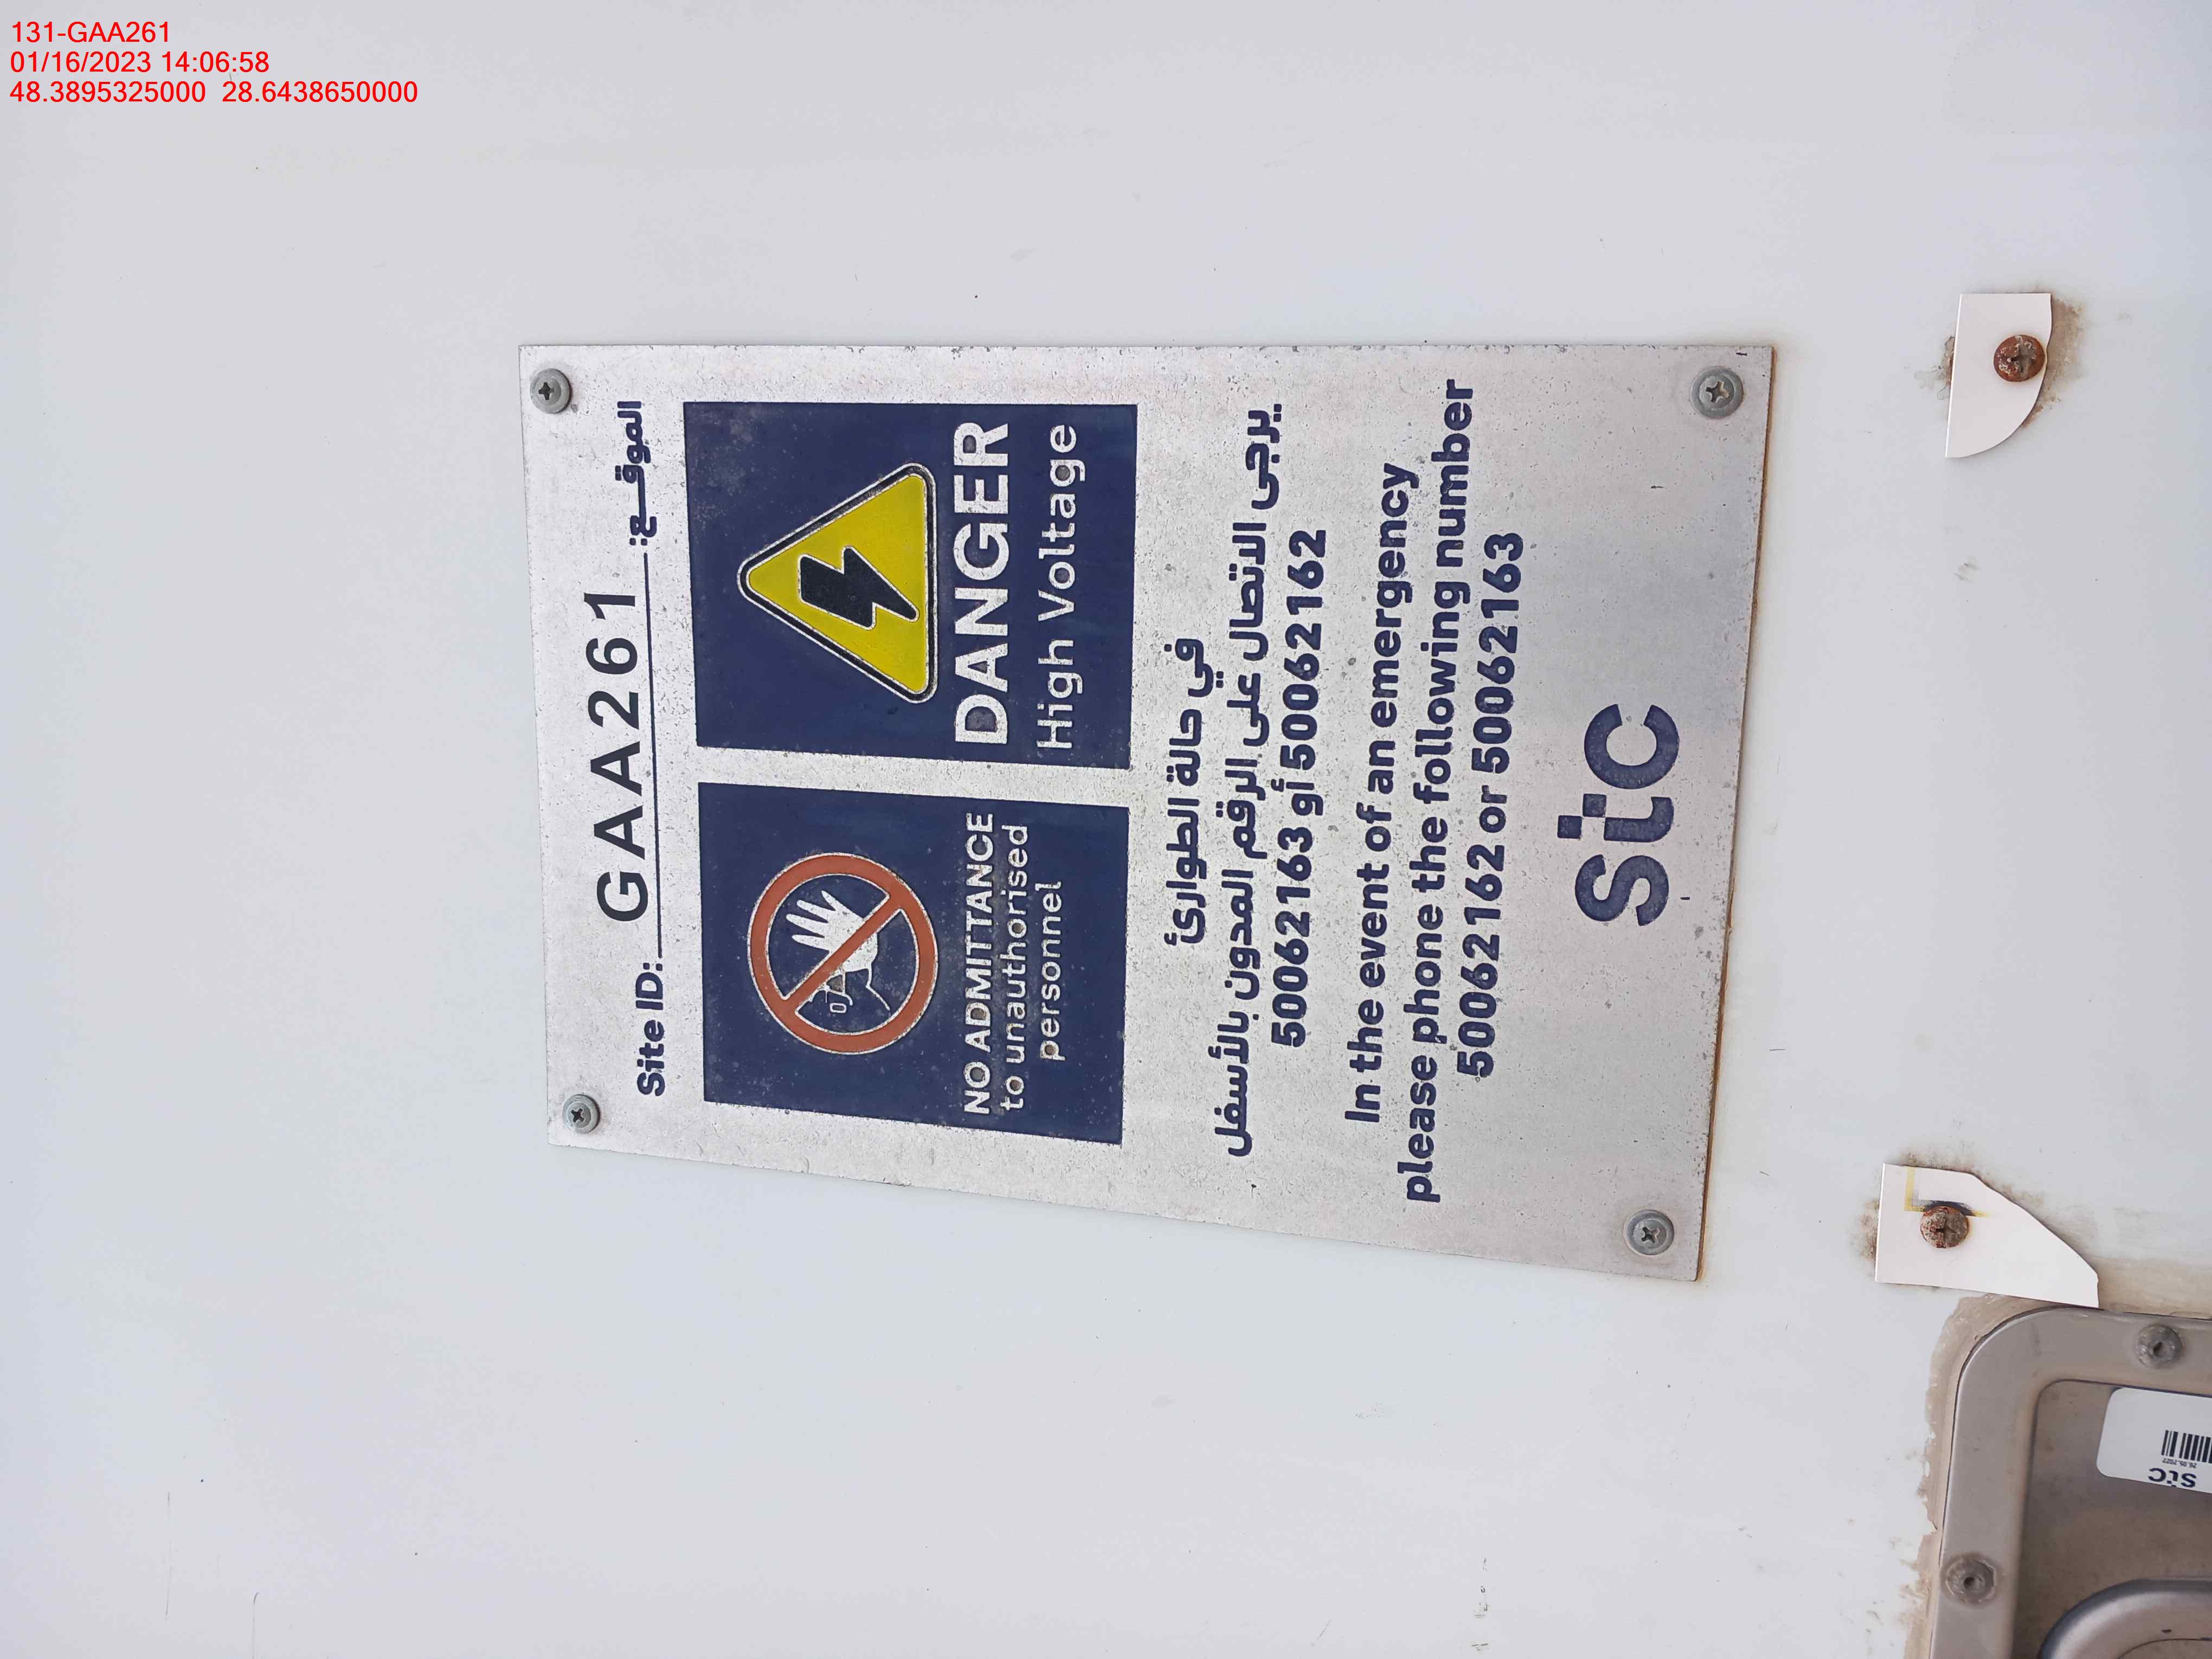 131-GAA261
01/16/2023 14:06:58
48.3895325000 28.6438650000
Site ID: GAA261 الموقـــع:
NO ADMITTANCE
to unauthorised
personnel
DANGER
High Voltage
في حالة الطوارئ
يرجى الاتصال على الرقم المدون بالأسفل
50062162 أو 50062163
In the event of an emergency
please phone the following number
50062162 or 50062163
stc
stc